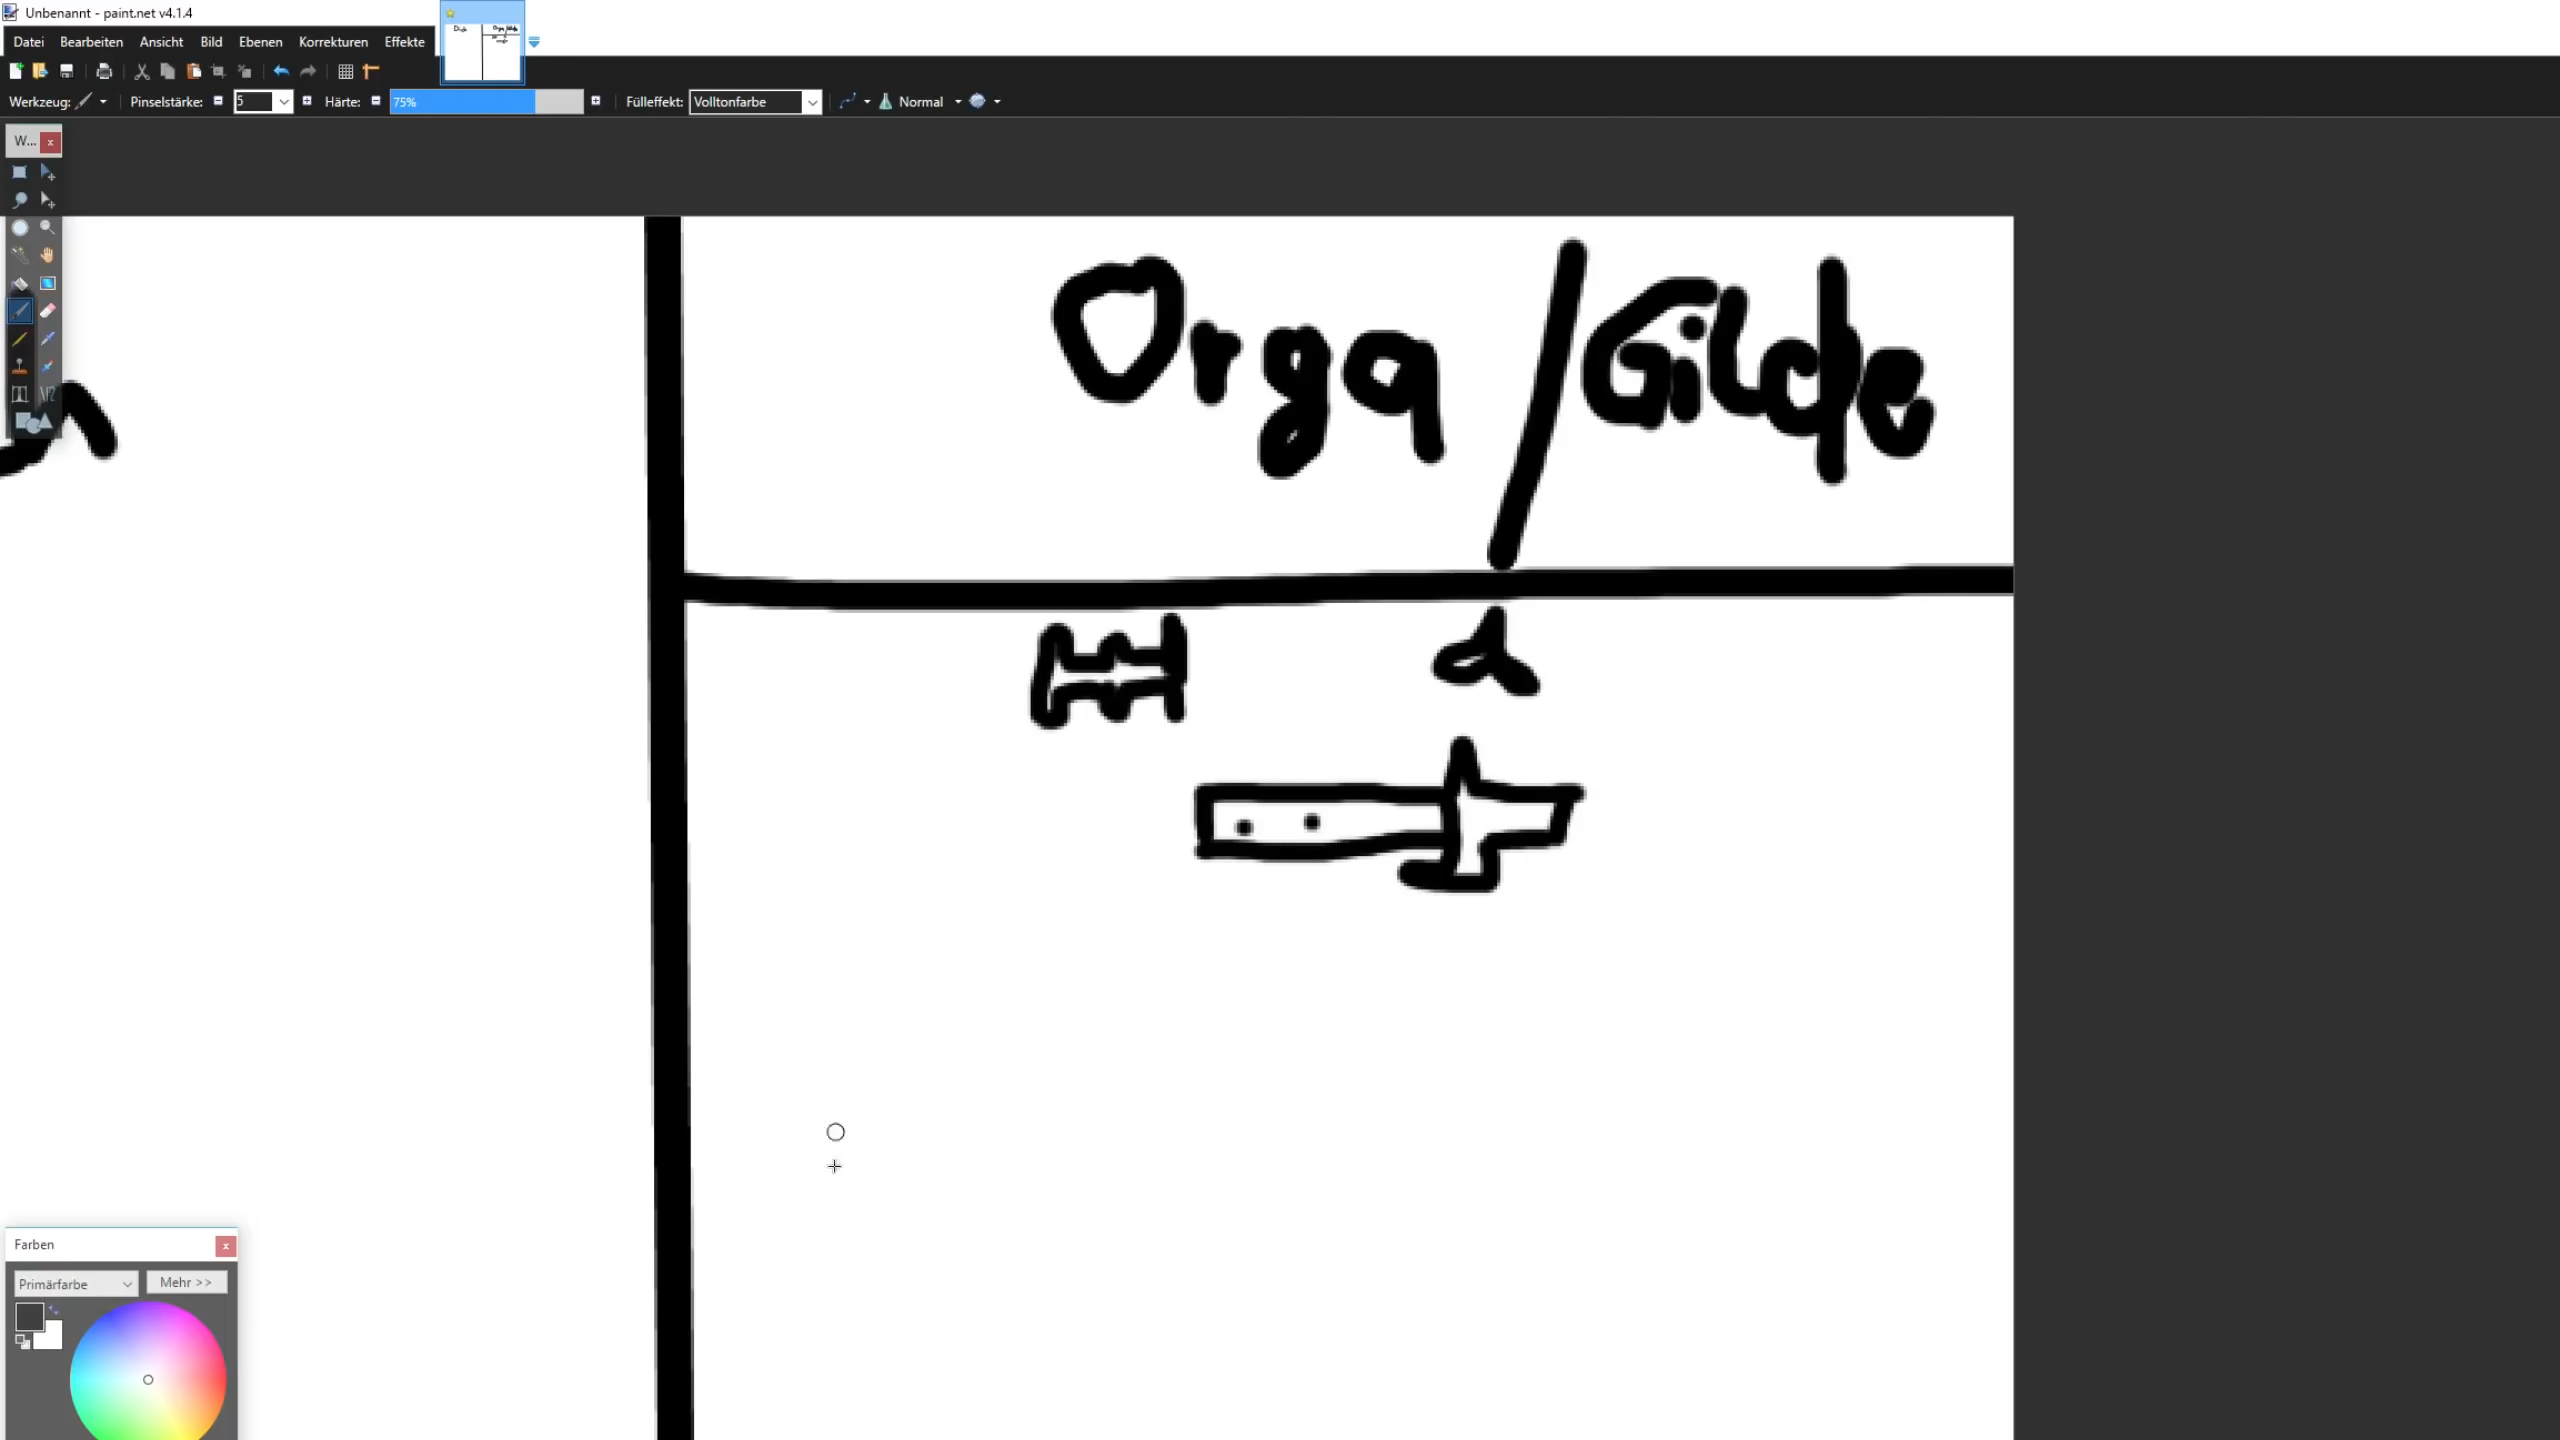 Unbenannt - paint.net v4.1.4
Datei Bearbeiten Ansicht Bild Ebenen Korrekturen Effekte
Werkzeug: Pinselstärke: 5 Härte: 75% Fülleffekt: Volltonfarbe Normal
W...
Orga / Gilde
Farben
Primärfarbe Mehr >>